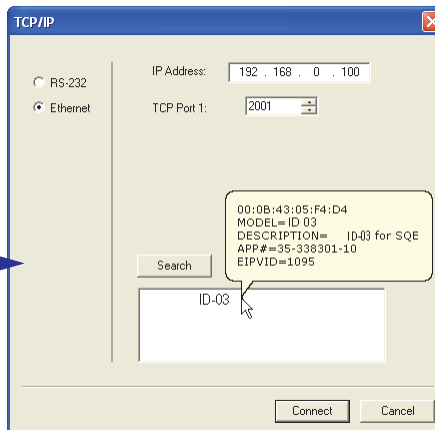 TCP/IP
RS-232
Ethernet
IP Address: 192 . 168 . 0 . 100
TCP Port 1: 2001
00:0B:43:05:F4:D4
MODEL=ID 03
DESCRIPTION= ID-03 for SQE
APP#=35-338301-10
EIPVID=1095
Search
ID-03
Connect
Cancel